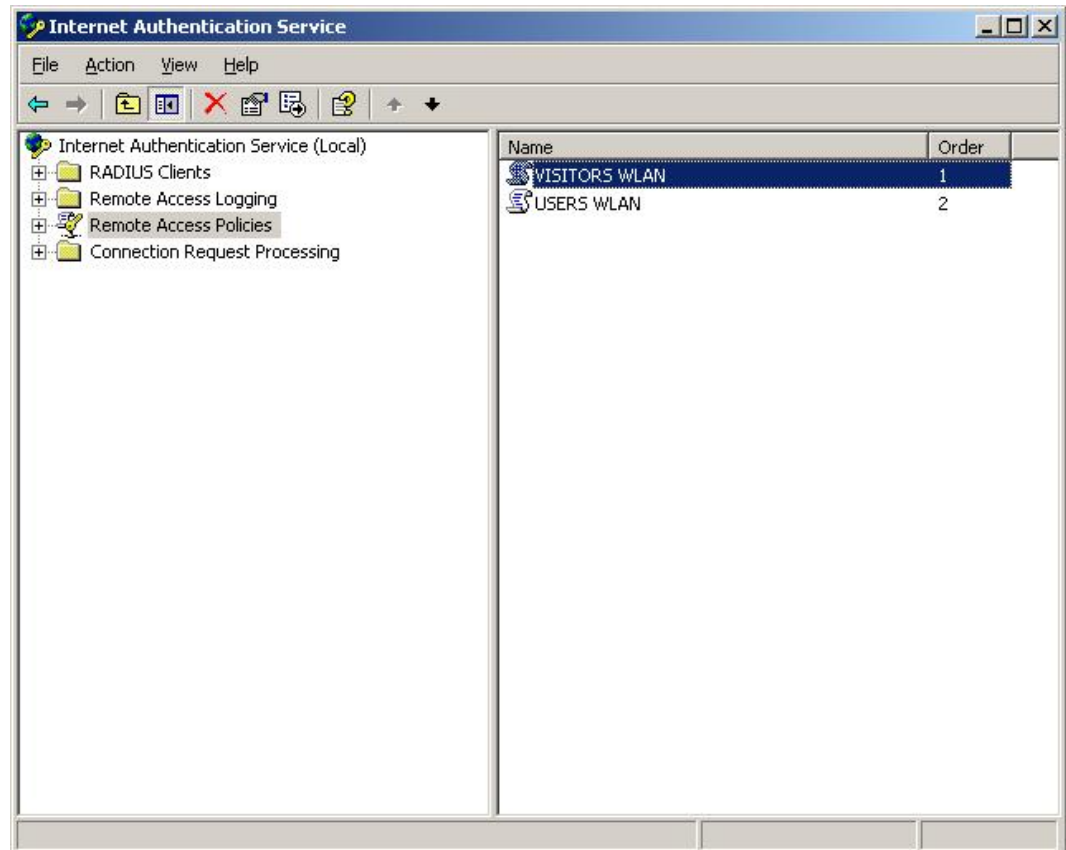 Internet Authentication Service
File Action View Help
Internet Authentication Service (Local)
RADIUS Clients
Remote Access Logging
Remote Access Policies
Connection Request Processing
Name Order
VISITORS WLAN 1
USERS WLAN 2